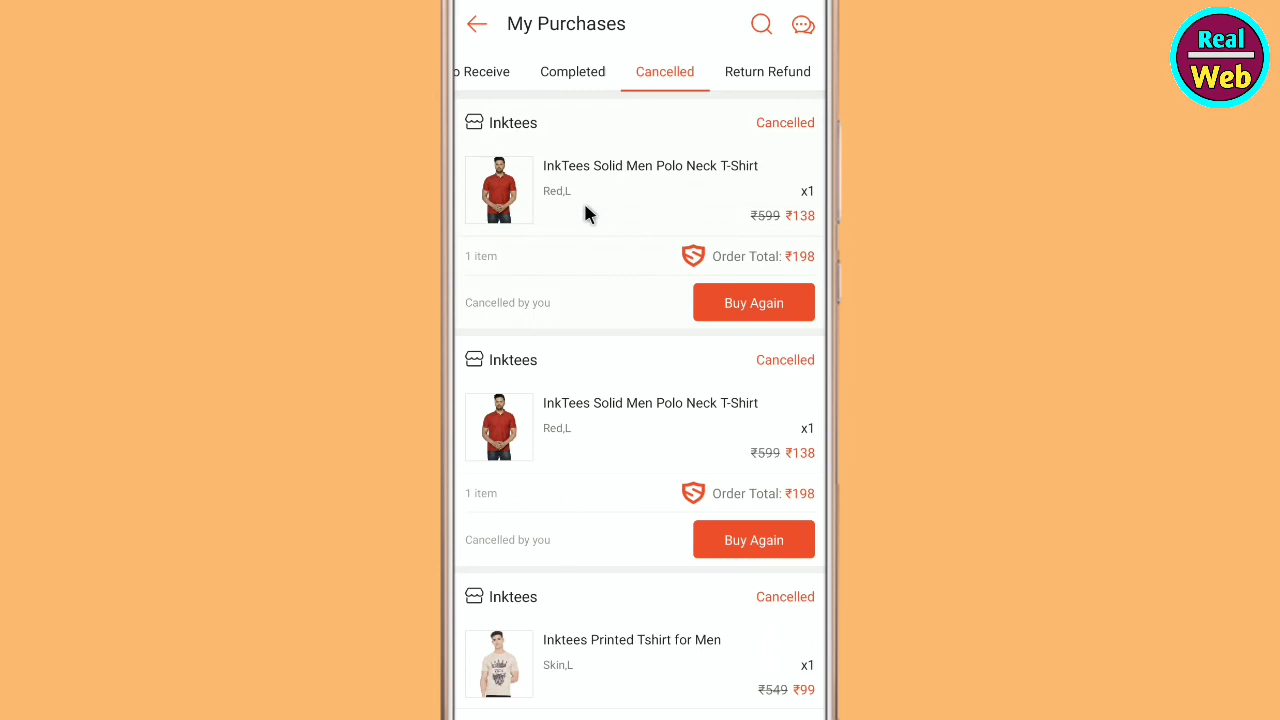 My Purchases
o Receive Completed Cancelled Return Refund
Inktees Cancelled
InkTees Solid Men Polo Neck T-Shirt
Red,L x1
₹599 ₹138
1 item Order Total: ₹198
Cancelled by you Buy Again
Inktees Cancelled
InkTees Solid Men Polo Neck T-Shirt
Red,L x1
₹599 ₹138
1 item Order Total: ₹198
Cancelled by you Buy Again
Inktees Cancelled
Inktees Printed Tshirt for Men
Skin,L x1
₹549 ₹99
Real
Web